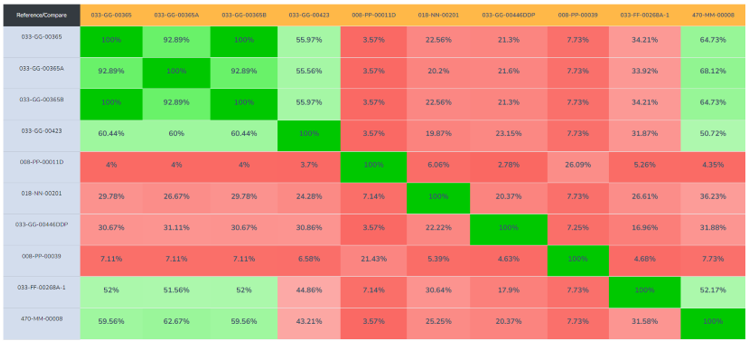 Reference/Compare 033-GG-00365 033-GG-00365A 033-GG-00365B 033-GG-00423 008-PP-00011D 018-NN-00201 033-GG-00446DDP 008-PP-00039 033-FF-00268A-1 470-MM-00008
033-GG-00365 100% 92.89% 100% 55.97% 3.57% 22.56% 21.3% 7.73% 34.21% 64.73%
033-GG-00365A 92.89% 100% 92.89% 55.56% 3.57% 20.2% 21.6% 7.73% 33.92% 68.12%
033-GG-00365B 100% 92.89% 100% 55.97% 3.57% 22.56% 21.3% 7.73% 34.21% 64.73%
033-GG-00423 60.44% 60% 60.44% 100% 3.57% 19.87% 23.15% 7.73% 31.87% 50.72%
008-PP-00011D 4% 4% 4% 3.7% 100% 6.06% 2.78% 26.09% 5.26% 4.35%
018-NN-00201 29.78% 26.67% 29.78% 24.28% 7.14% 100% 20.37% 7.73% 26.61% 36.23%
033-GG-00446DDP 30.67% 31.11% 30.67% 30.86% 3.57% 22.22% 100% 7.25% 16.96% 31.88%
008-PP-00039 7.11% 7.11% 7.11% 6.58% 21.43% 5.39% 4.63% 100% 4.68% 7.73%
033-FF-00268A-1 52% 51.56% 52% 44.86% 7.14% 30.64% 17.9% 7.73% 100% 52.17%
470-MM-00008 59.56% 62.67% 59.56% 43.21% 3.57% 25.25% 20.37% 7.73% 31.58% 100%